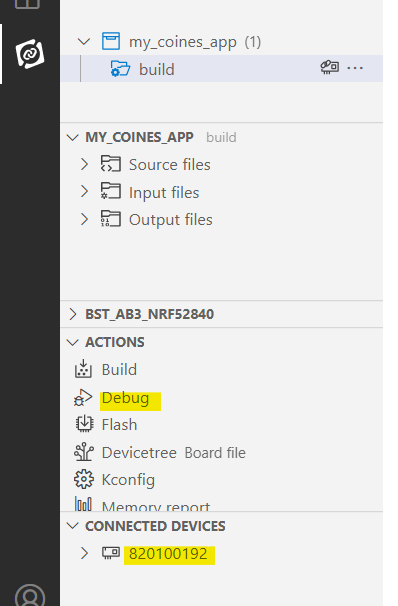 my_coines_app (1)
build
MY_COINES_APP build
Source files
Input files
Output files
BST_AB3_NRF52840
ACTIONS
Build
Debug
Flash
Devicetree Board file
Kconfig
Memory report
CONNECTED DEVICES
820100192